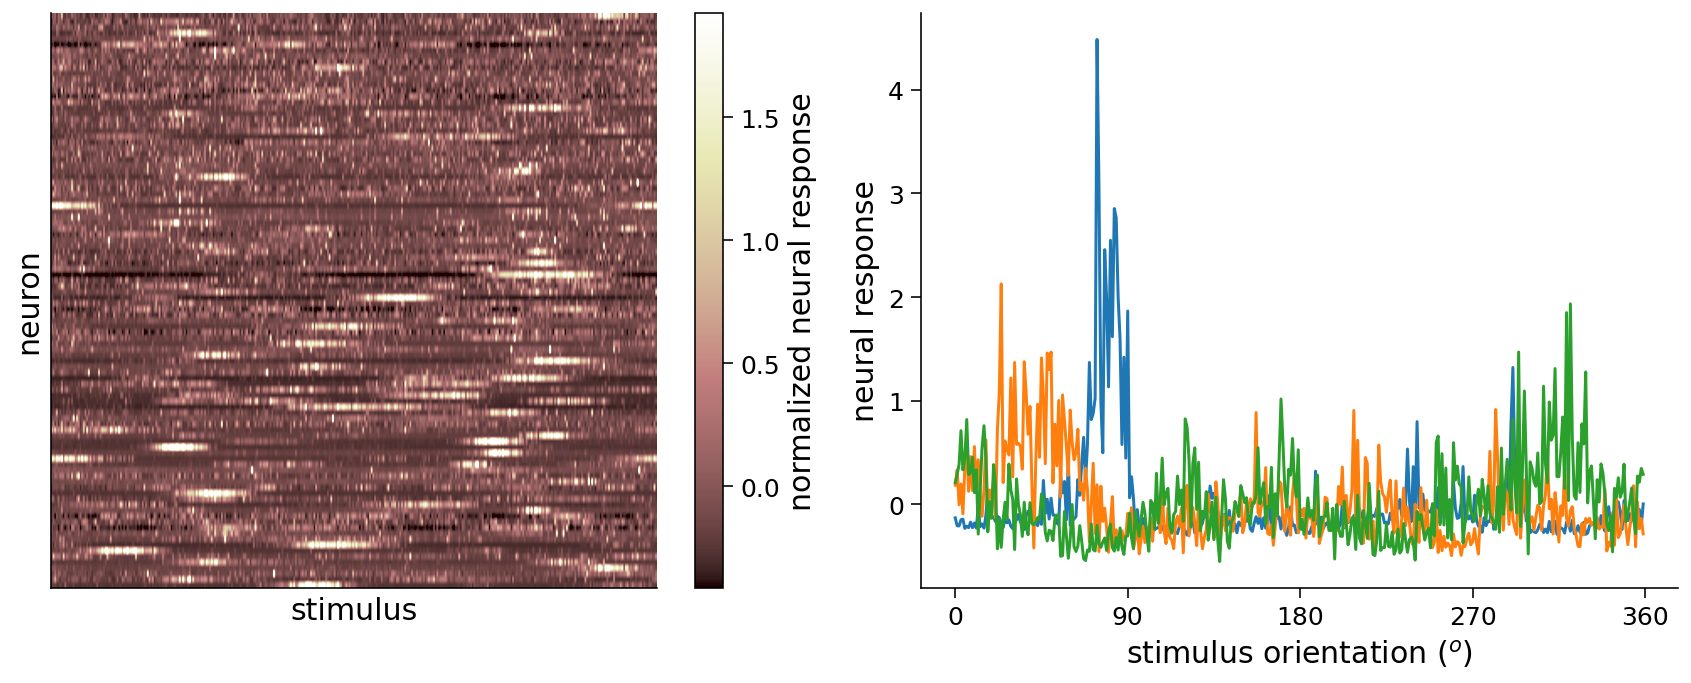 neuron
stimulus
1.5
1.0
0.5
0.0
normalized neural response
neural response
4
3
2
1
0
0 90 180 270 360
stimulus orientation (o)